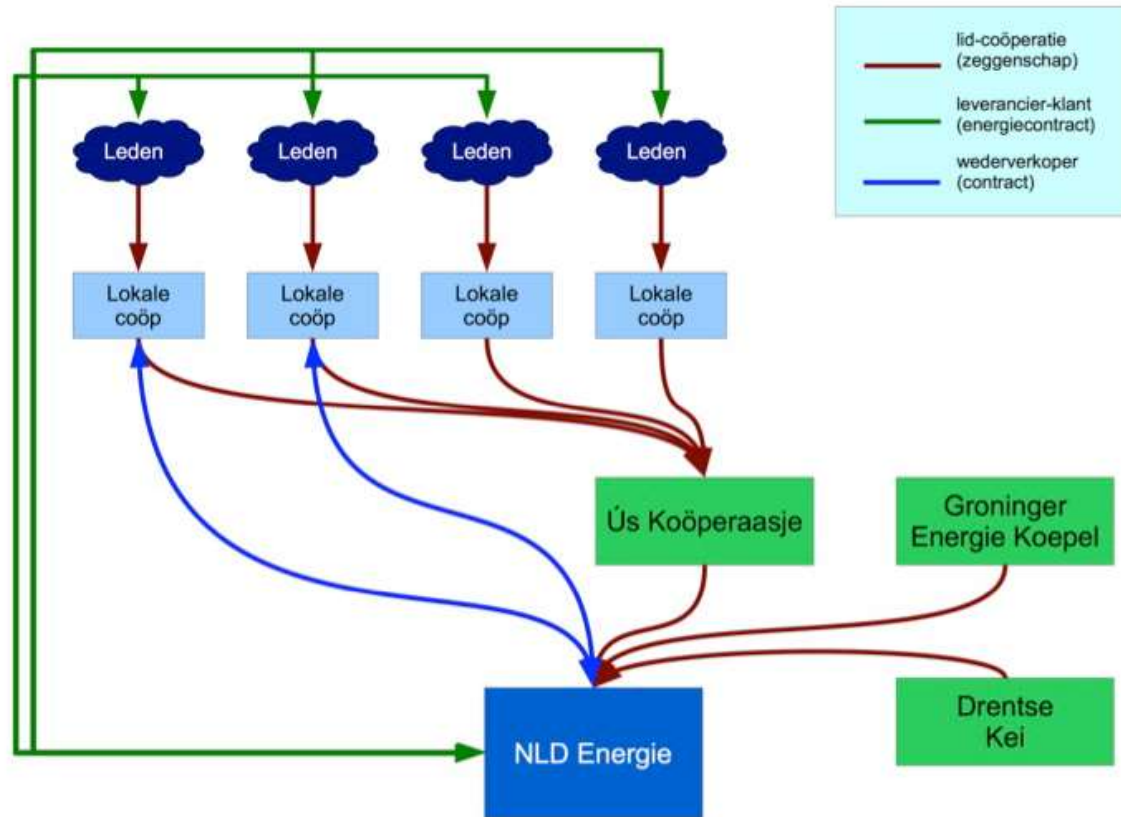 lid-coöperatie
(zeggenschap)
leverancier-klant
(energiecontract)
wederverkoper
(contract)
Leden
Leden
Leden
Leden
Lokale
coöp
Lokale
coöp
Lokale
coöp
Lokale
coöp
Ús Koöperaasje
Groninger
Energie Koepel
NLD Energie
Drentse
Kei